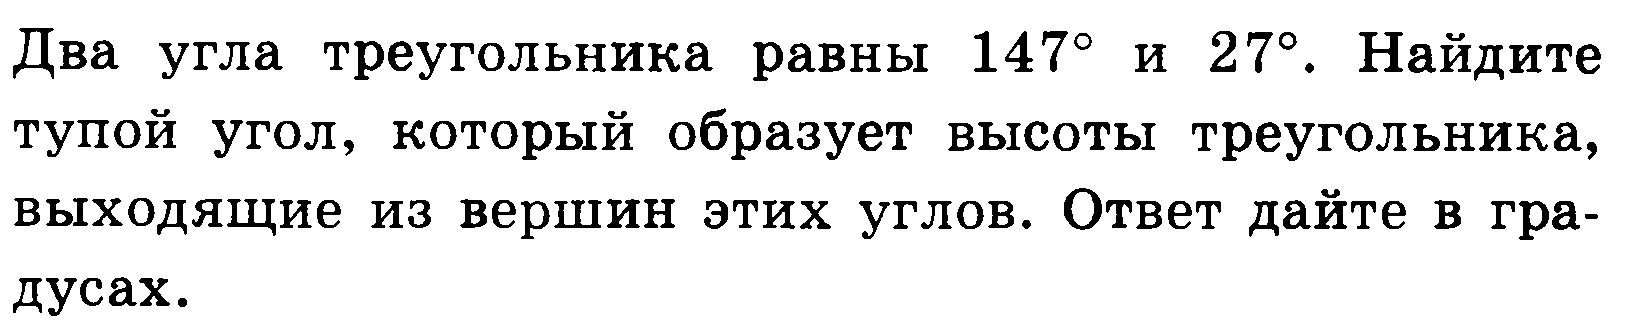 Два угла треугольника равны 147° и 27°. Найдите
тупой угол, который образует высоты треугольника,
выходящие из вершин этих углов. Ответ дайте в гра-
дусах.